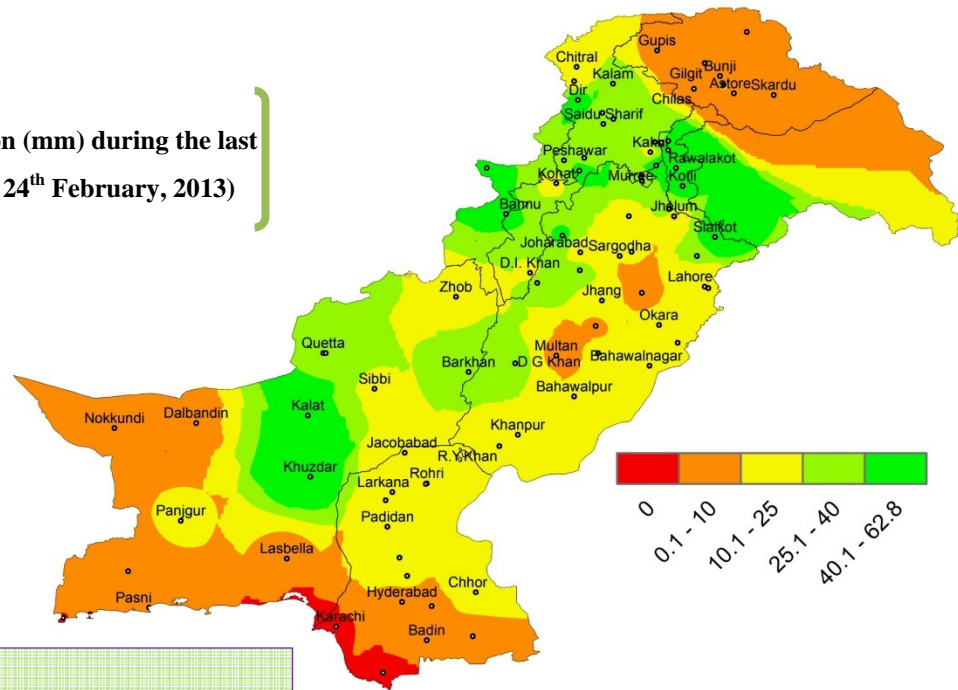 on (mm) during the last
24th February, 2013)
Gupis
Chitral
Bunji
Gilgit
Kalam
Astore
Skardu
Dir
Chilas
Saidu Sharif
Kakul
Peshawar
Rawalakot
Kohat
Murree
Kotli
Bannu
Jhelum
Sialkot
Joharabad
Sargodha
D.I. Khan
Lahore
Zhob
Jhang
Okara
Quetta
Multan
Barkhan
D G Khan
Bahawalnagar
Sibbi
Bahawalpur
Kalat
Nokkundi
Dalbandin
Khanpur
Jacobabad
R.Y.Khan
Khuzdar
Rohri
Larkana
Panjgur
Padidan
Lasbella
Chhor
Pasni
Hyderabad
Karachi
Badin
0
0.1 - 10
10.1 - 25
25.1 - 40
40.1 - 62.8